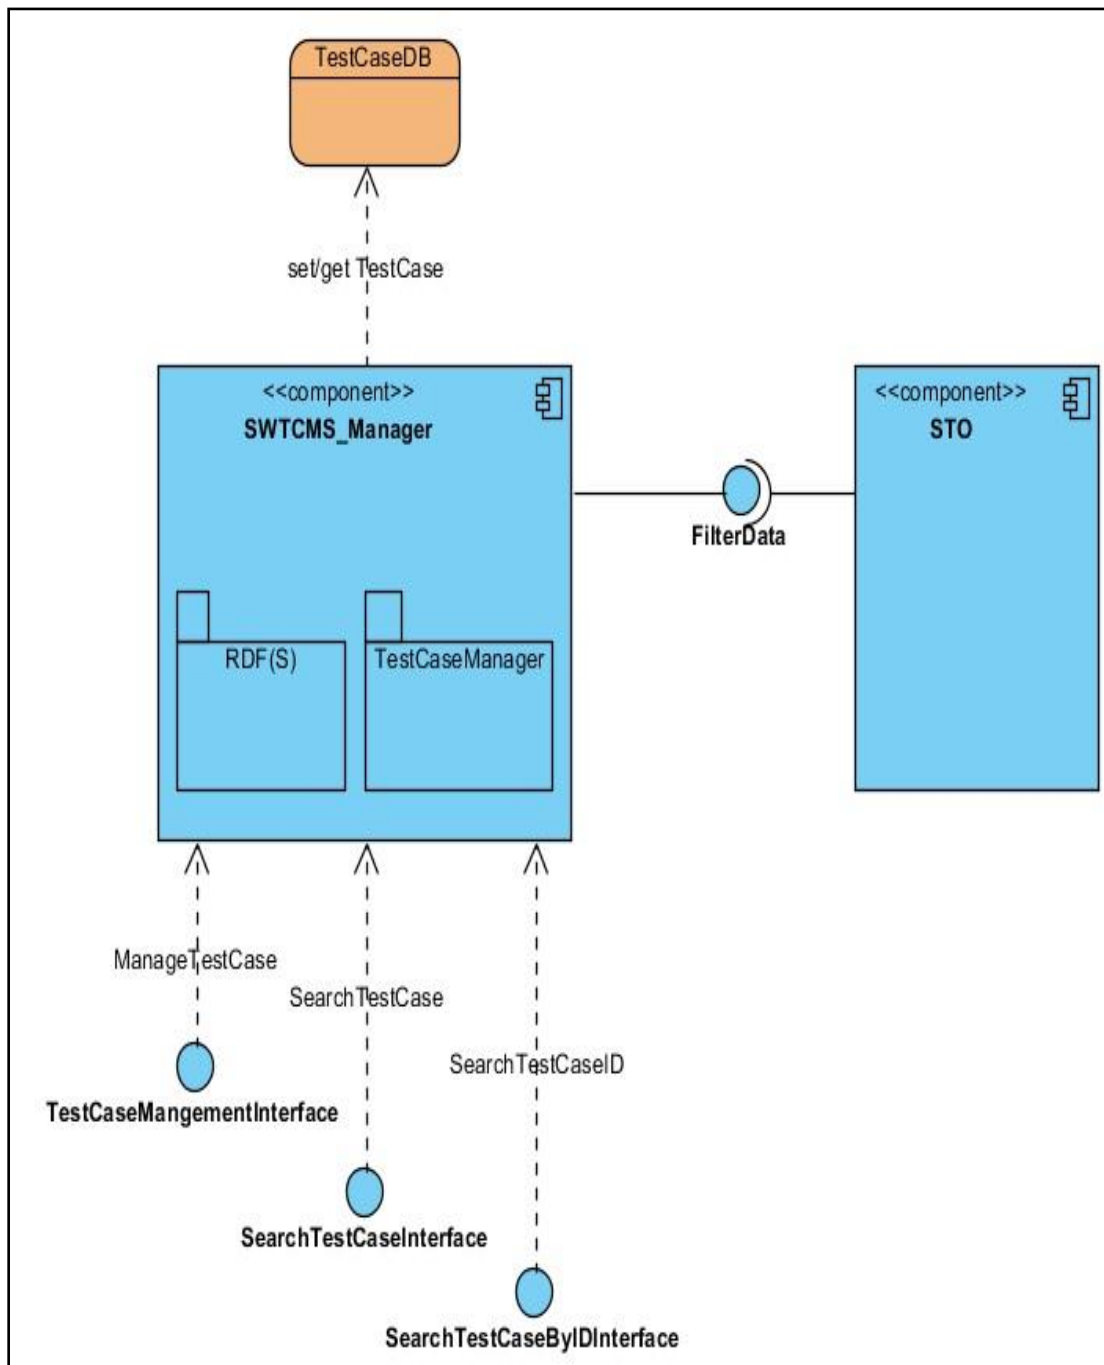 TestCaseDB
set/get TestCase
<<component>>
SWTCMS_Manager
<<component>>
STO
FilterData
RDF(S)
TestCaseManager
ManageTestCase
SearchTestCase
SearchTestCaseID
TestCaseMangementInterface
SearchTestCaseInterface
SearchTestCaseByIDInterface